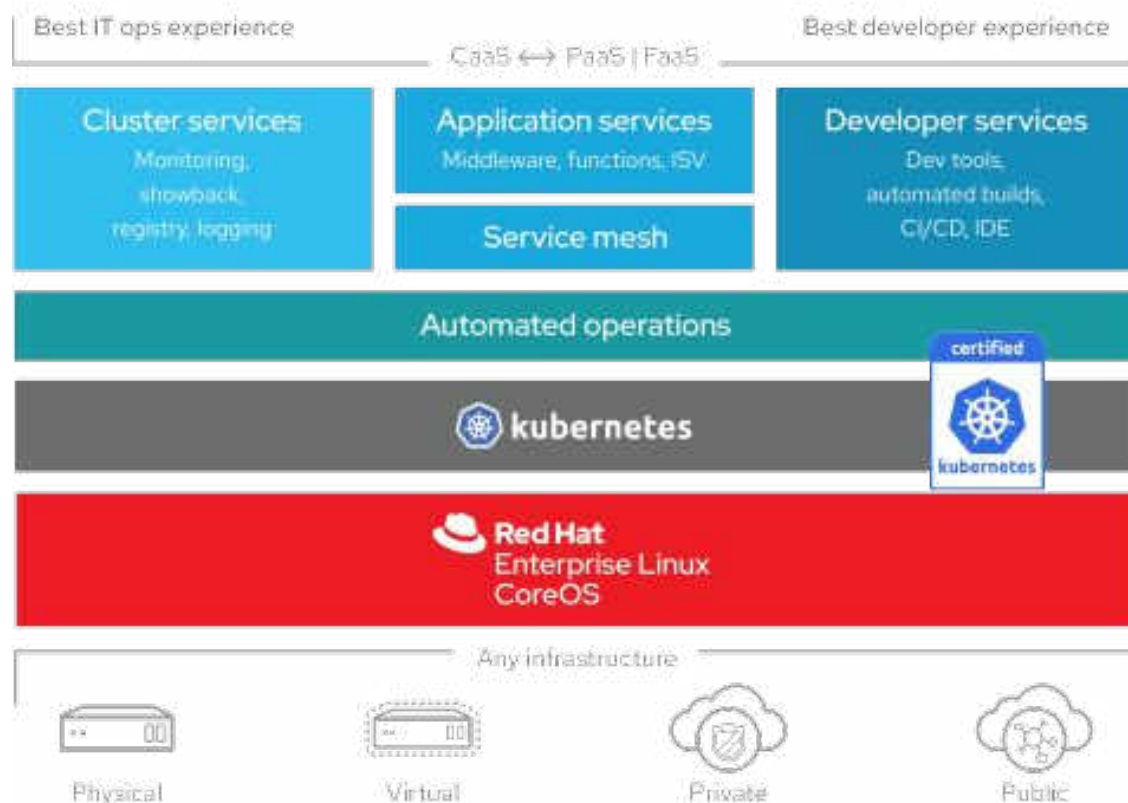 Best IT ops experience
Best developer experience
CaaS ↔ PaaS | FaaS
Cluster services
Monitoring,
showback,
registry, logging
Application services
Middleware, functions, ISV
Service mesh
Developer services
Dev tools,
automated builds,
CI/CD, IDE
Automated operations
certified
kubernetes
kubernetes
Red Hat
Enterprise Linux
CoreOS
Any infrastructure
Physical
Virtual
Private
Public